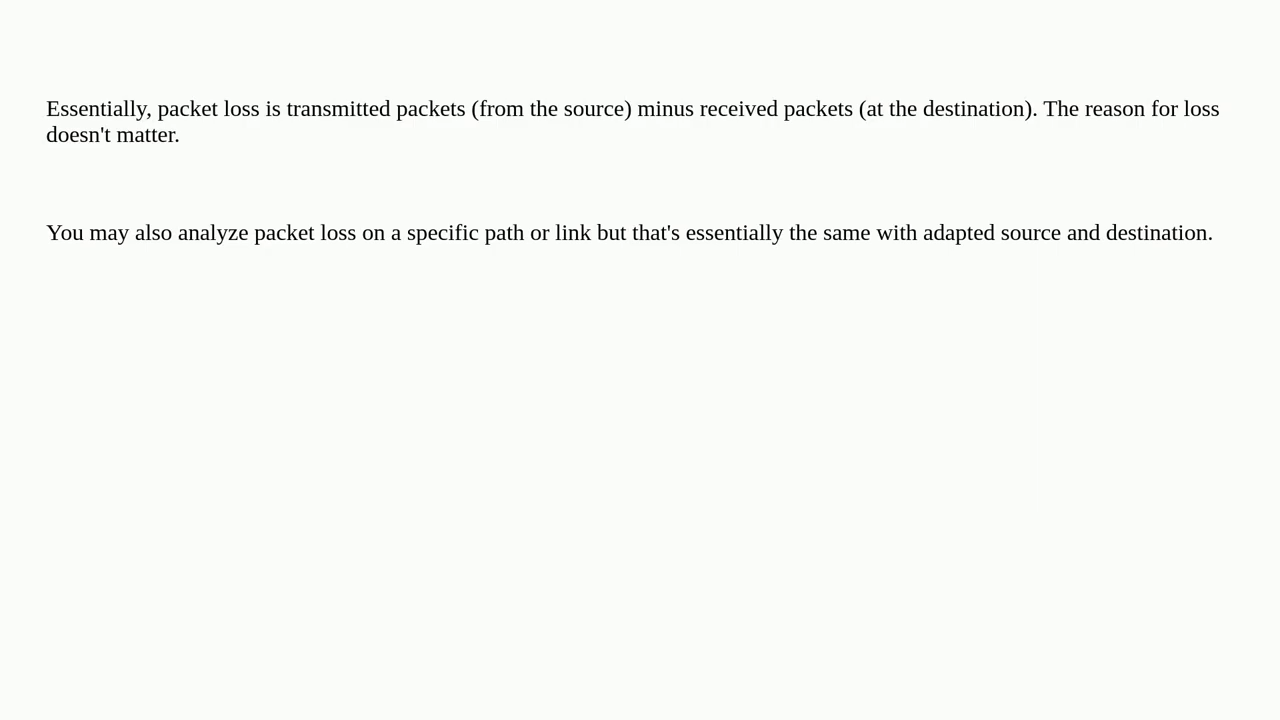 Essentially, packet loss is transmitted packets (from the source) minus received packets (at the destination). The reason for loss
doesn't matter.
You may also analyze packet loss on a specific path or link but that's essentially the same with adapted source and destination.